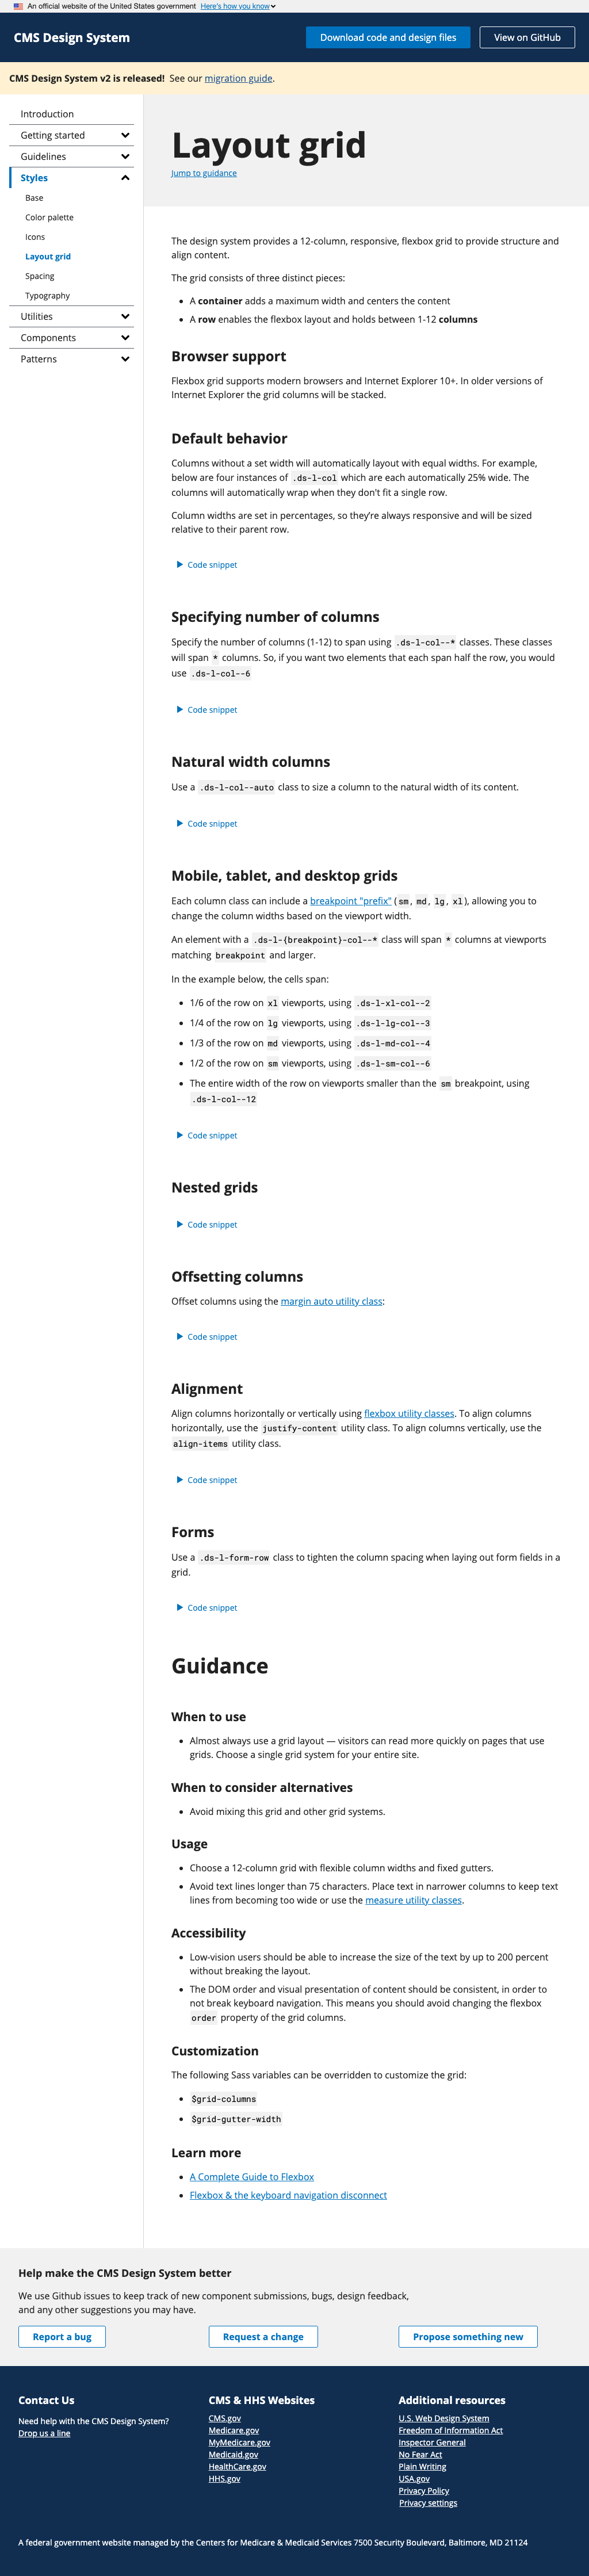 An official website of the United States government Here's how you know
CMS Design System
Download code and design files
View on GitHub
CMS Design System v2 is released! See our migration guide.
Introduction
Getting started
Guidelines
Styles
Base
Color palette
Icons
Layout grid
Spacing
Typography
Utilities
Components
Patterns
Layout grid
Jump to guidance
The design system provides a 12-column, responsive, flexbox grid to provide structure and
align content.
The grid consists of three distinct pieces:
A container adds a maximum width and centers the content
A row enables the flexbox layout and holds between 1-12 columns
Browser support
Flexbox grid supports modern browsers and Internet Explorer 10+. In older versions of
Internet Explorer the grid columns will be stacked.
Default behavior
Columns without a set width will automatically layout with equal widths. For example,
below are four instances of .ds-l-col which are each automatically 25% wide. The
columns will automatically wrap when they don't fit a single row.
Column widths are set in percentages, so they're always responsive and will be sized
relative to their parent row.
Code snippet
Specifying number of columns
Specify the number of columns (1-12) to span using .ds-l-col--* classes. These classes
will span * columns. So, if you want two elements that each span half the row, you would
use .ds-l-col--6
Code snippet
Natural width columns
Use a .ds-l-col--auto class to size a column to the natural width of its content.
Code snippet
Mobile, tablet, and desktop grids
Each column class can include a breakpoint "prefix" (sm, md, lg, xl), allowing you to
change the column widths based on the viewport width.
An element with a .ds-l-{breakpoint}-col--* class will span * columns at viewports
matching breakpoint and larger.
In the example below, the cells span:
1/6 of the row on xl viewports, using .ds-l-xl-col--2
1/4 of the row on lg viewports, using .ds-l-lg-col--3
1/3 of the row on md viewports, using .ds-l-md-col--4
1/2 of the row on sm viewports, using .ds-l-sm-col--6
The entire width of the row on viewports smaller than the sm breakpoint, using
.ds-l-col--12
Code snippet
Nested grids
Code snippet
Offsetting columns
Offset columns using the margin auto utility class:
Code snippet
Alignment
Align columns horizontally or vertically using flexbox utility classes. To align columns
horizontally, use the justify-content utility class. To align columns vertically, use the
align-items utility class.
Code snippet
Forms
Use a .ds-l-form-row class to tighten the column spacing when laying out form fields in a
grid.
Code snippet
Guidance
When to use
Almost always use a grid layout — visitors can read more quickly on pages that use
grids. Choose a single grid system for your entire site.
When to consider alternatives
Avoid mixing this grid and other grid systems.
Usage
Choose a 12-column grid with flexible column widths and fixed gutters.
Avoid text lines longer than 75 characters. Place text in narrower columns to keep text
lines from becoming too wide or use the measure utility classes.
Accessibility
Low-vision users should be able to increase the size of the text by up to 200 percent
without breaking the layout.
The DOM order and visual presentation of content should be consistent, in order to
not break keyboard navigation. This means you should avoid changing the flexbox
order property of the grid columns.
Customization
The following Sass variables can be overridden to customize the grid:
$grid-columns
$grid-gutter-width
Learn more
A Complete Guide to Flexbox
Flexbox & the keyboard navigation disconnect
Help make the CMS Design System better
We use Github issues to keep track of new component submissions, bugs, design feedback,
and any other suggestions you may have.
Report a bug
Request a change
Propose something new
Contact Us
Need help with the CMS Design System?
Drop us a line
CMS & HHS Websites
CMS.gov
Medicare.gov
MyMedicare.gov
Medicaid.gov
HealthCare.gov
HHS.gov
Additional resources
U.S. Web Design System
Freedom of Information Act
Inspector General
No Fear Act
Plain Writing
USA.gov
Privacy Policy
Privacy settings
A federal government website managed by the Centers for Medicare & Medicaid Services 7500 Security Boulevard, Baltimore, MD 21124